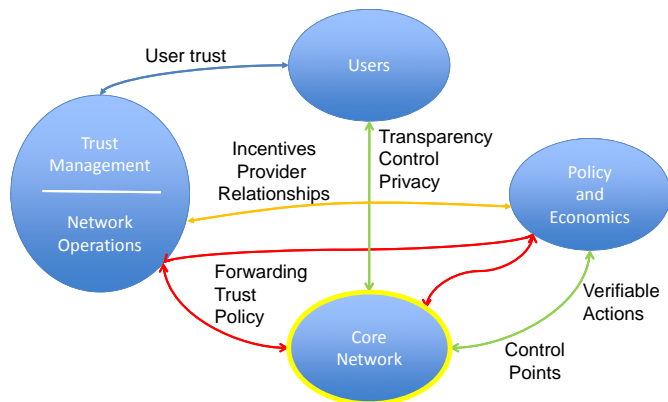 User trust
Users
Trust
Management
Network
Operations
Incentives
Provider
Relationships
Transparency
Control
Privacy
Policy
and
Economics
Forwarding
Trust
Policy
Core
Network
Verifiable
Actions
Control
Points